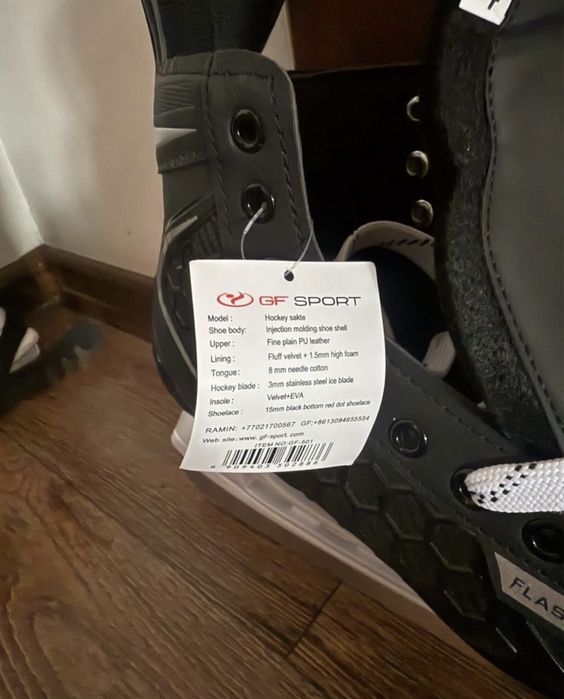 GF SPORT
Model : Hockey sakte
Shoe body: Injection molding shoe shell
Upper : Fine plain PU leather
Lining : Fluff velvet + 1.5mm high foam
Tongue : 8 mm needle cotton
Hockey blade : 3mm stainless steel ice blade
Insole : Velvet+EVA
Shoelace : 15mm black bottom red dot shoelace
RAMIN: +77021700567 GF:+8613094655554
Web site:www. gf-sport. com
ITEM NO:GF-501
6 909403 302886
FLAS